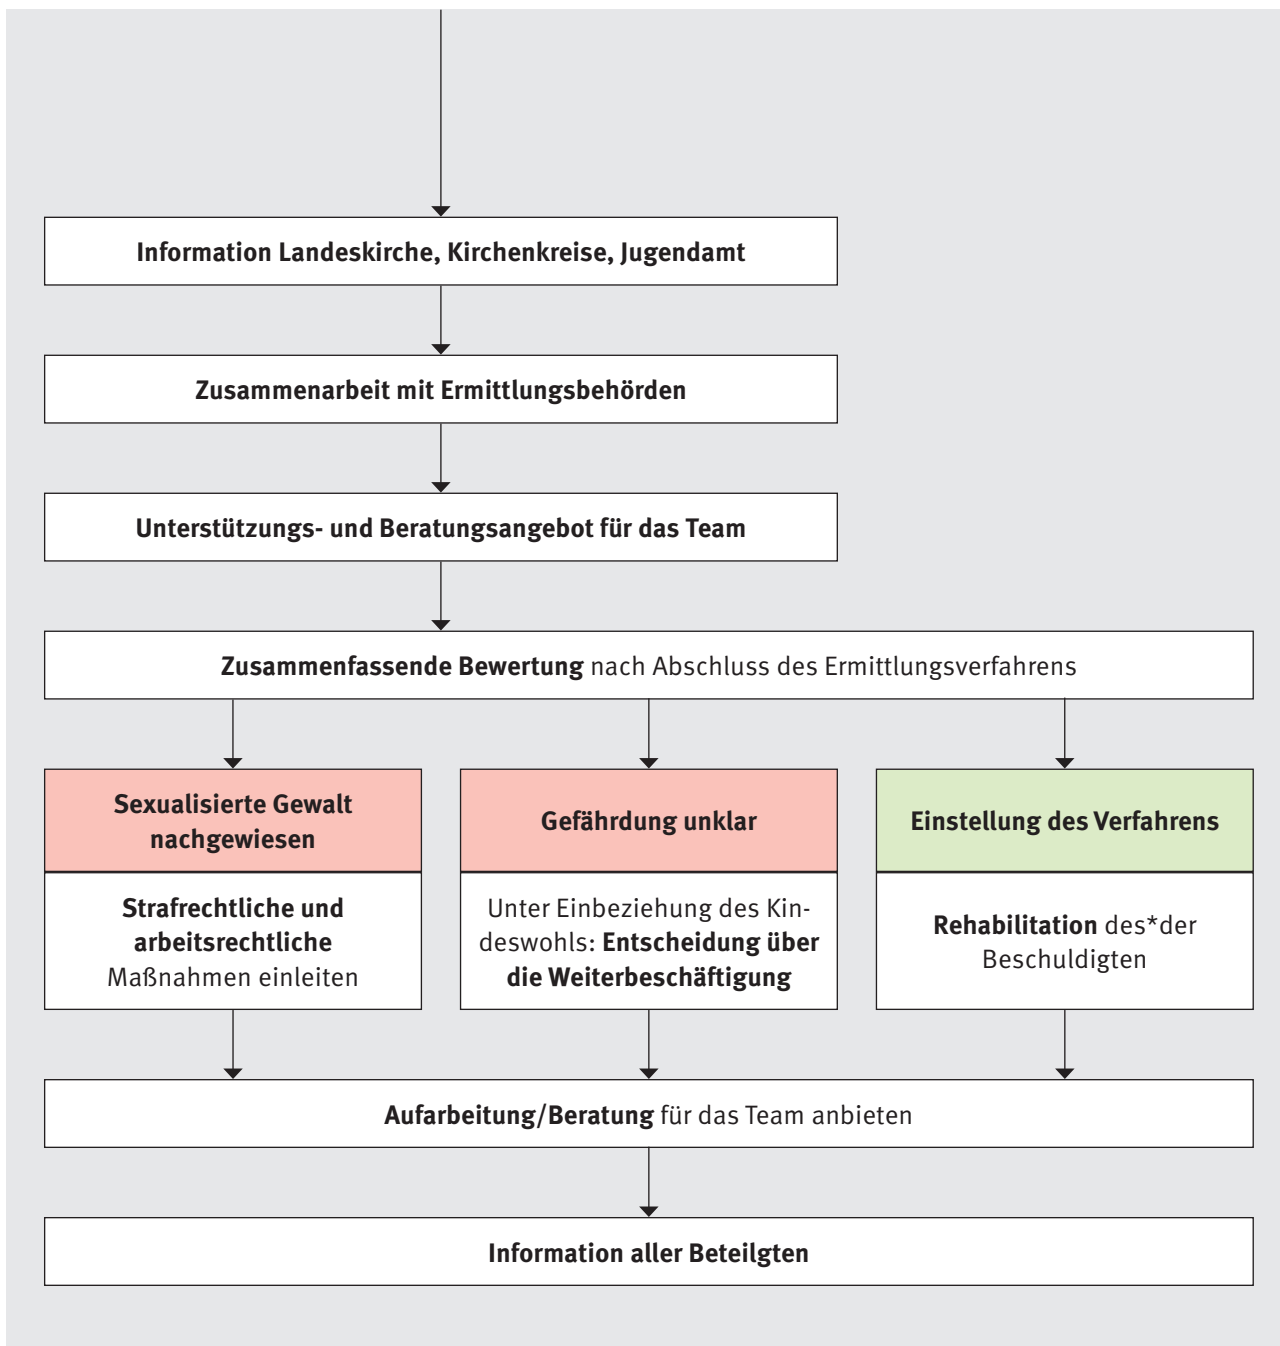 Information Landeskirche, Kirchenkreise, Jugendamt
Zusammenarbeit mit Ermittlungsbehörden
Unterstützungs- und Beratungsangebot für das Team
Zusammenfassende Bewertung nach Abschluss des Ermittlungsverfahrens
Sexualisierte Gewalt
nachgewiesen
Strafrechtliche und
arbeitsrechtliche
Maßnahmen einleiten
Gefährdung unklar
Unter Einbeziehung des Kin-
deswohls: Entscheidung über
die Weiterbeschäftigung
Einstellung des Verfahrens
Rehabilitation des*der
Beschuldigten
Aufarbeitung/Beratung für das Team anbieten
Information aller Beteilgten